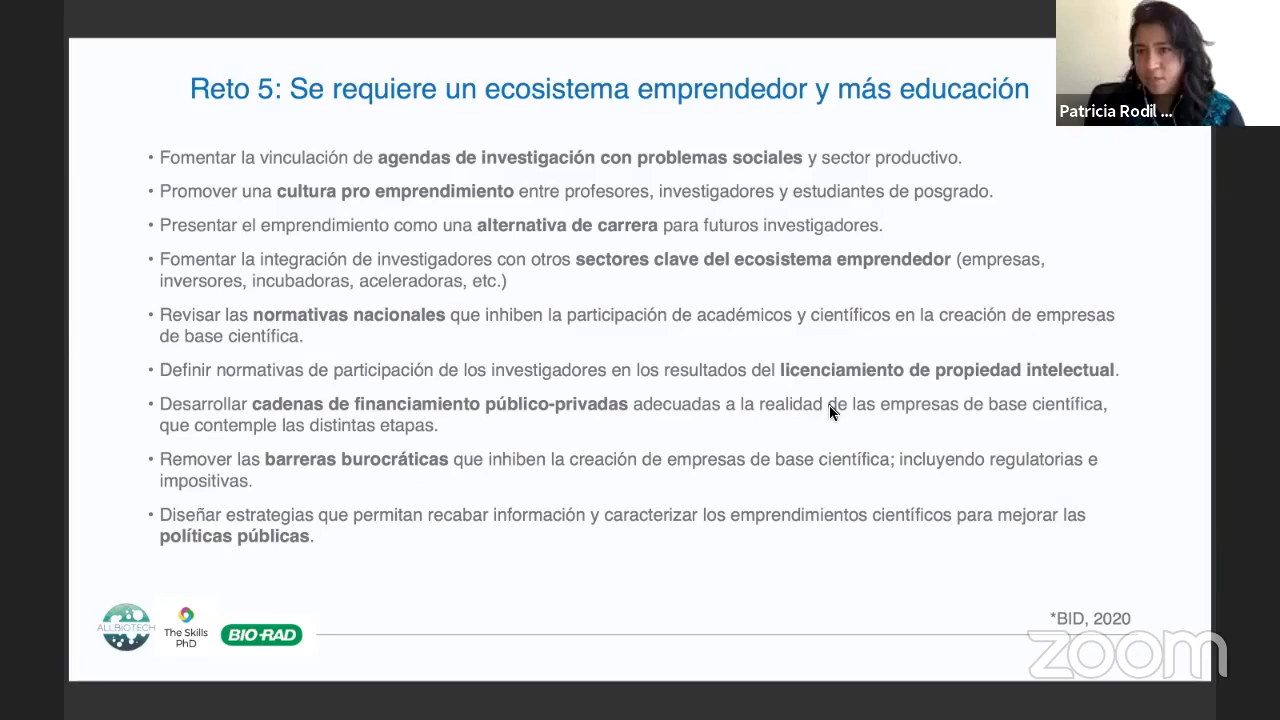 Reto 5: Se requiere un ecosistema emprendedor y más educación
Patricia Rodil ...
• Fomentar la vinculación de agendas de investigación con problemas sociales y sector productivo.
• Promover una cultura pro emprendimiento entre profesores, investigadores y estudiantes de posgrado.
• Presentar el emprendimiento como una alternativa de carrera para futuros investigadores.
• Fomentar la integración de investigadores con otros sectores clave del ecosistema emprendedor (empresas,
inversores, incubadoras, aceleradoras, etc.)
• Revisar las normativas nacionales que inhiben la participación de académicos y científicos en la creación de empresas
de base científica.
• Definir normativas de participación de los investigadores en los resultados del licenciamiento de propiedad intelectual.
• Desarrollar cadenas de financiamiento público-privadas adecuadas a la realidad de las empresas de base científica,
que contemple las distintas etapas.
• Remover las barreras burocráticas que inhiben la creación de empresas de base científica; incluyendo regulatorias e
impositivas.
• Diseñar estrategias que permitan recabar información y caracterizar los emprendimientos científicos para mejorar las
políticas públicas.
ALLBIOTECH
The Skills
PhD
BIO-RAD
*BID, 2020
zoom